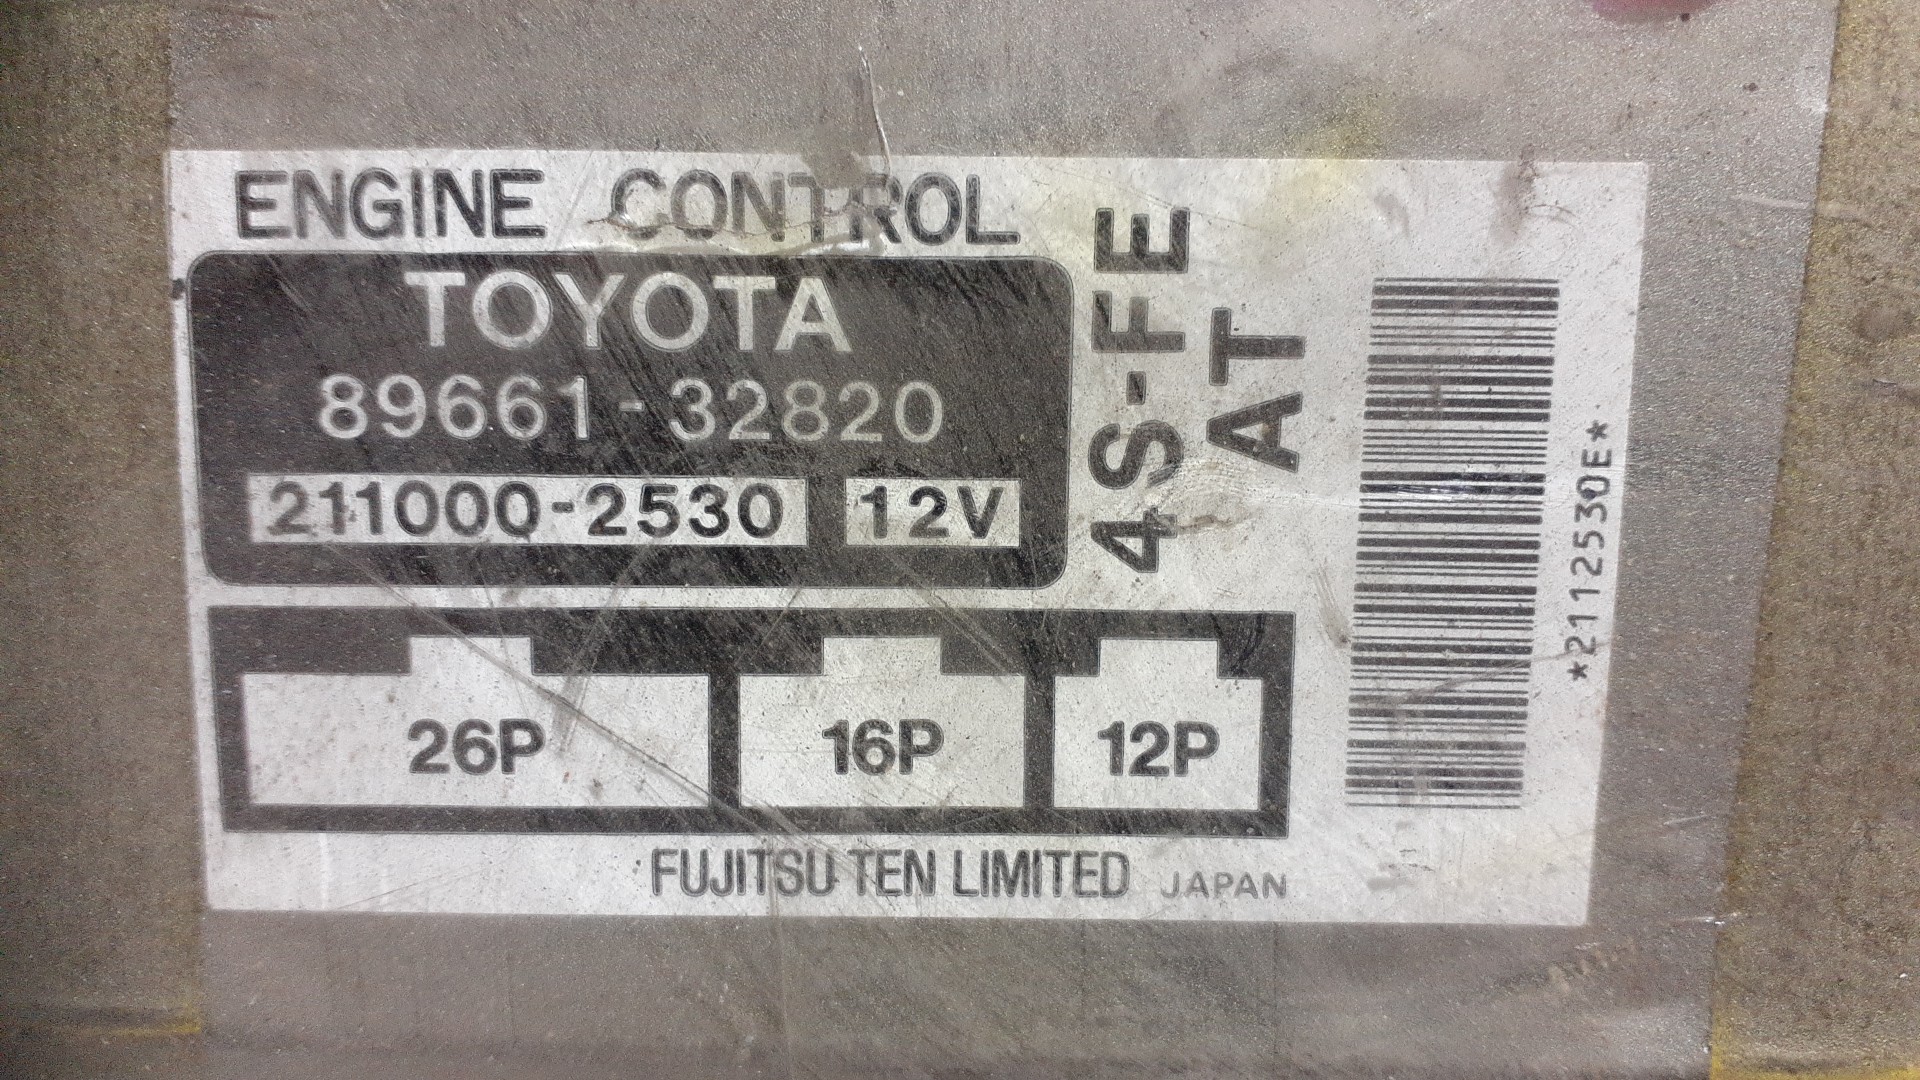 ENGINE CONTROL
TOYOTA
89661-32820
211000-2530 12V
4S-FE
AT
26P 16P 12P
*2112530E*
FUJITSU TEN LIMITED JAPAN